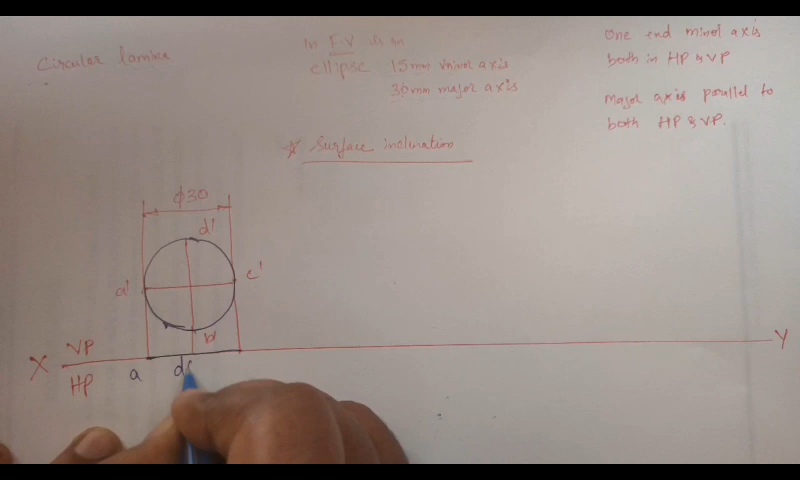 Circular lamina
In F.V is an
ellipse 15mm minor axis
30mm major axis
One end minor axis
both in HP & VP
Major axis parallel to
both HP & VP.
* Surface inclination
ϕ30
d'
a'
c'
b'
X
VP
Y
HP
a
d